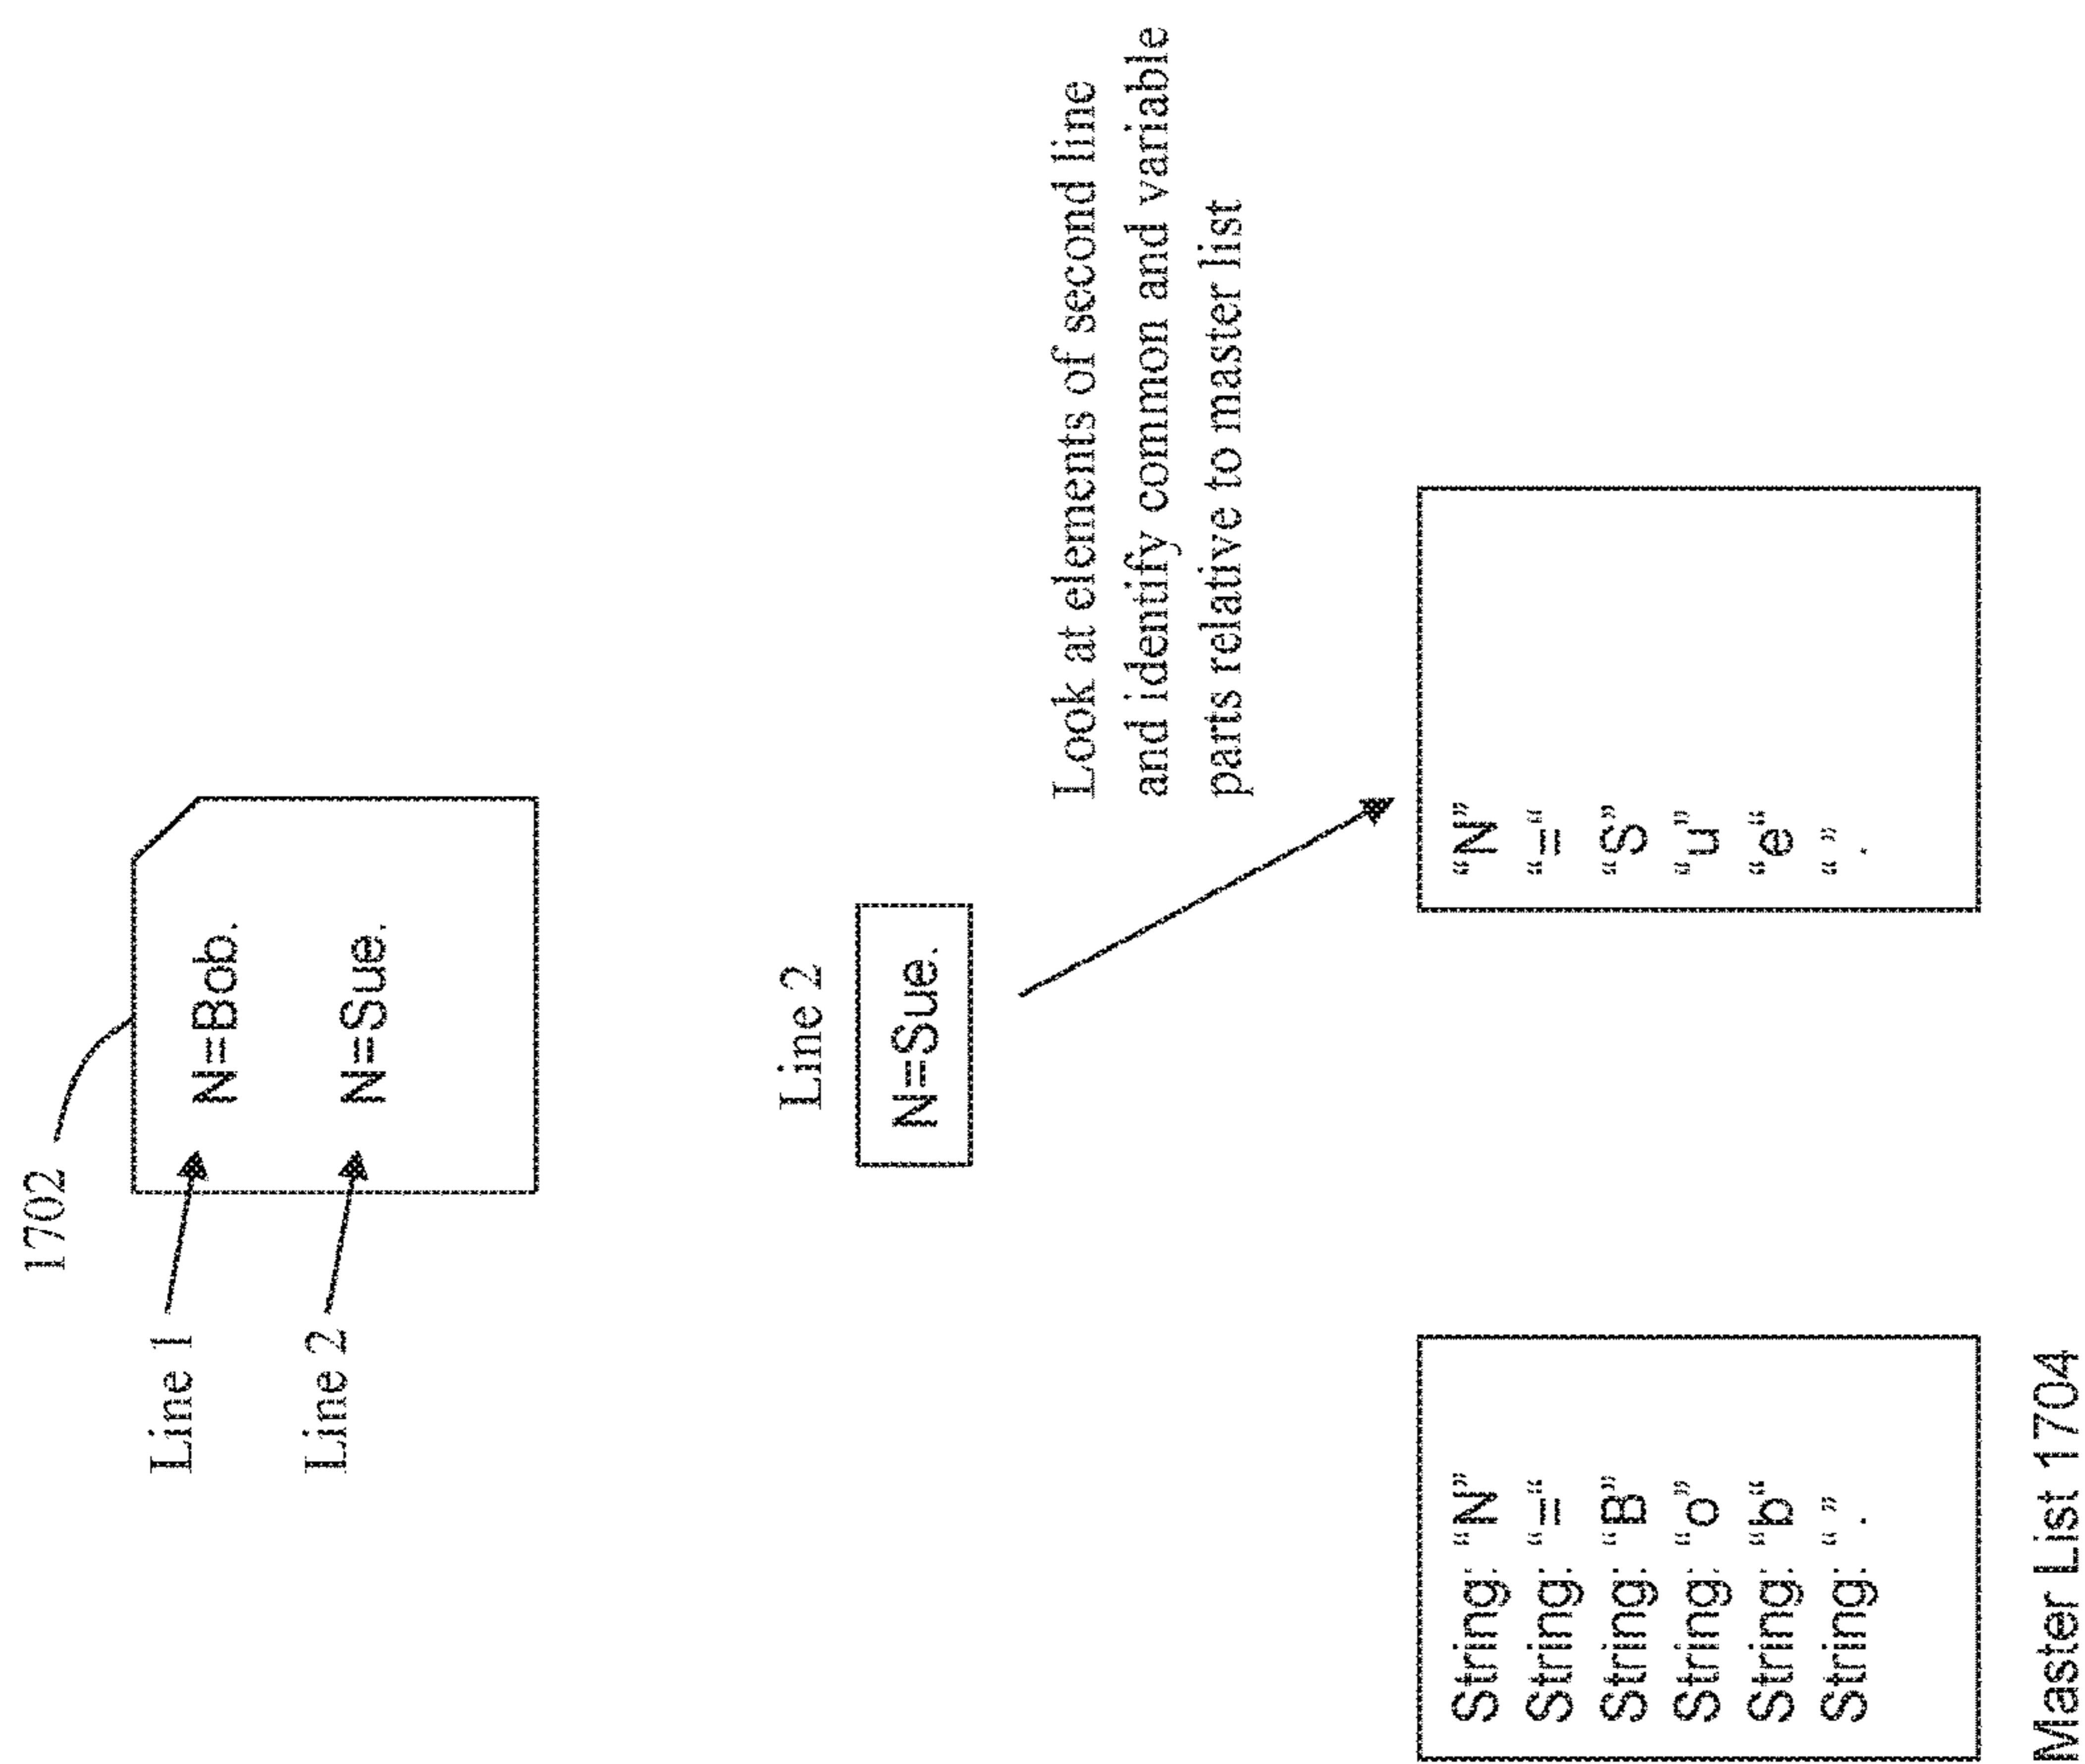 1702
Line 1
N=Bob.
Line 2
N=Sue.
Line 2
N=Sue.
Look at elements of second line
and identify common and variable
parts relative to master list
String: “N”
String: “=“
String: “B”
String: “o”
String: “b“
String: “.”
Master List 1704
“N”
“=“
“S”
“u”
“e“
“.”